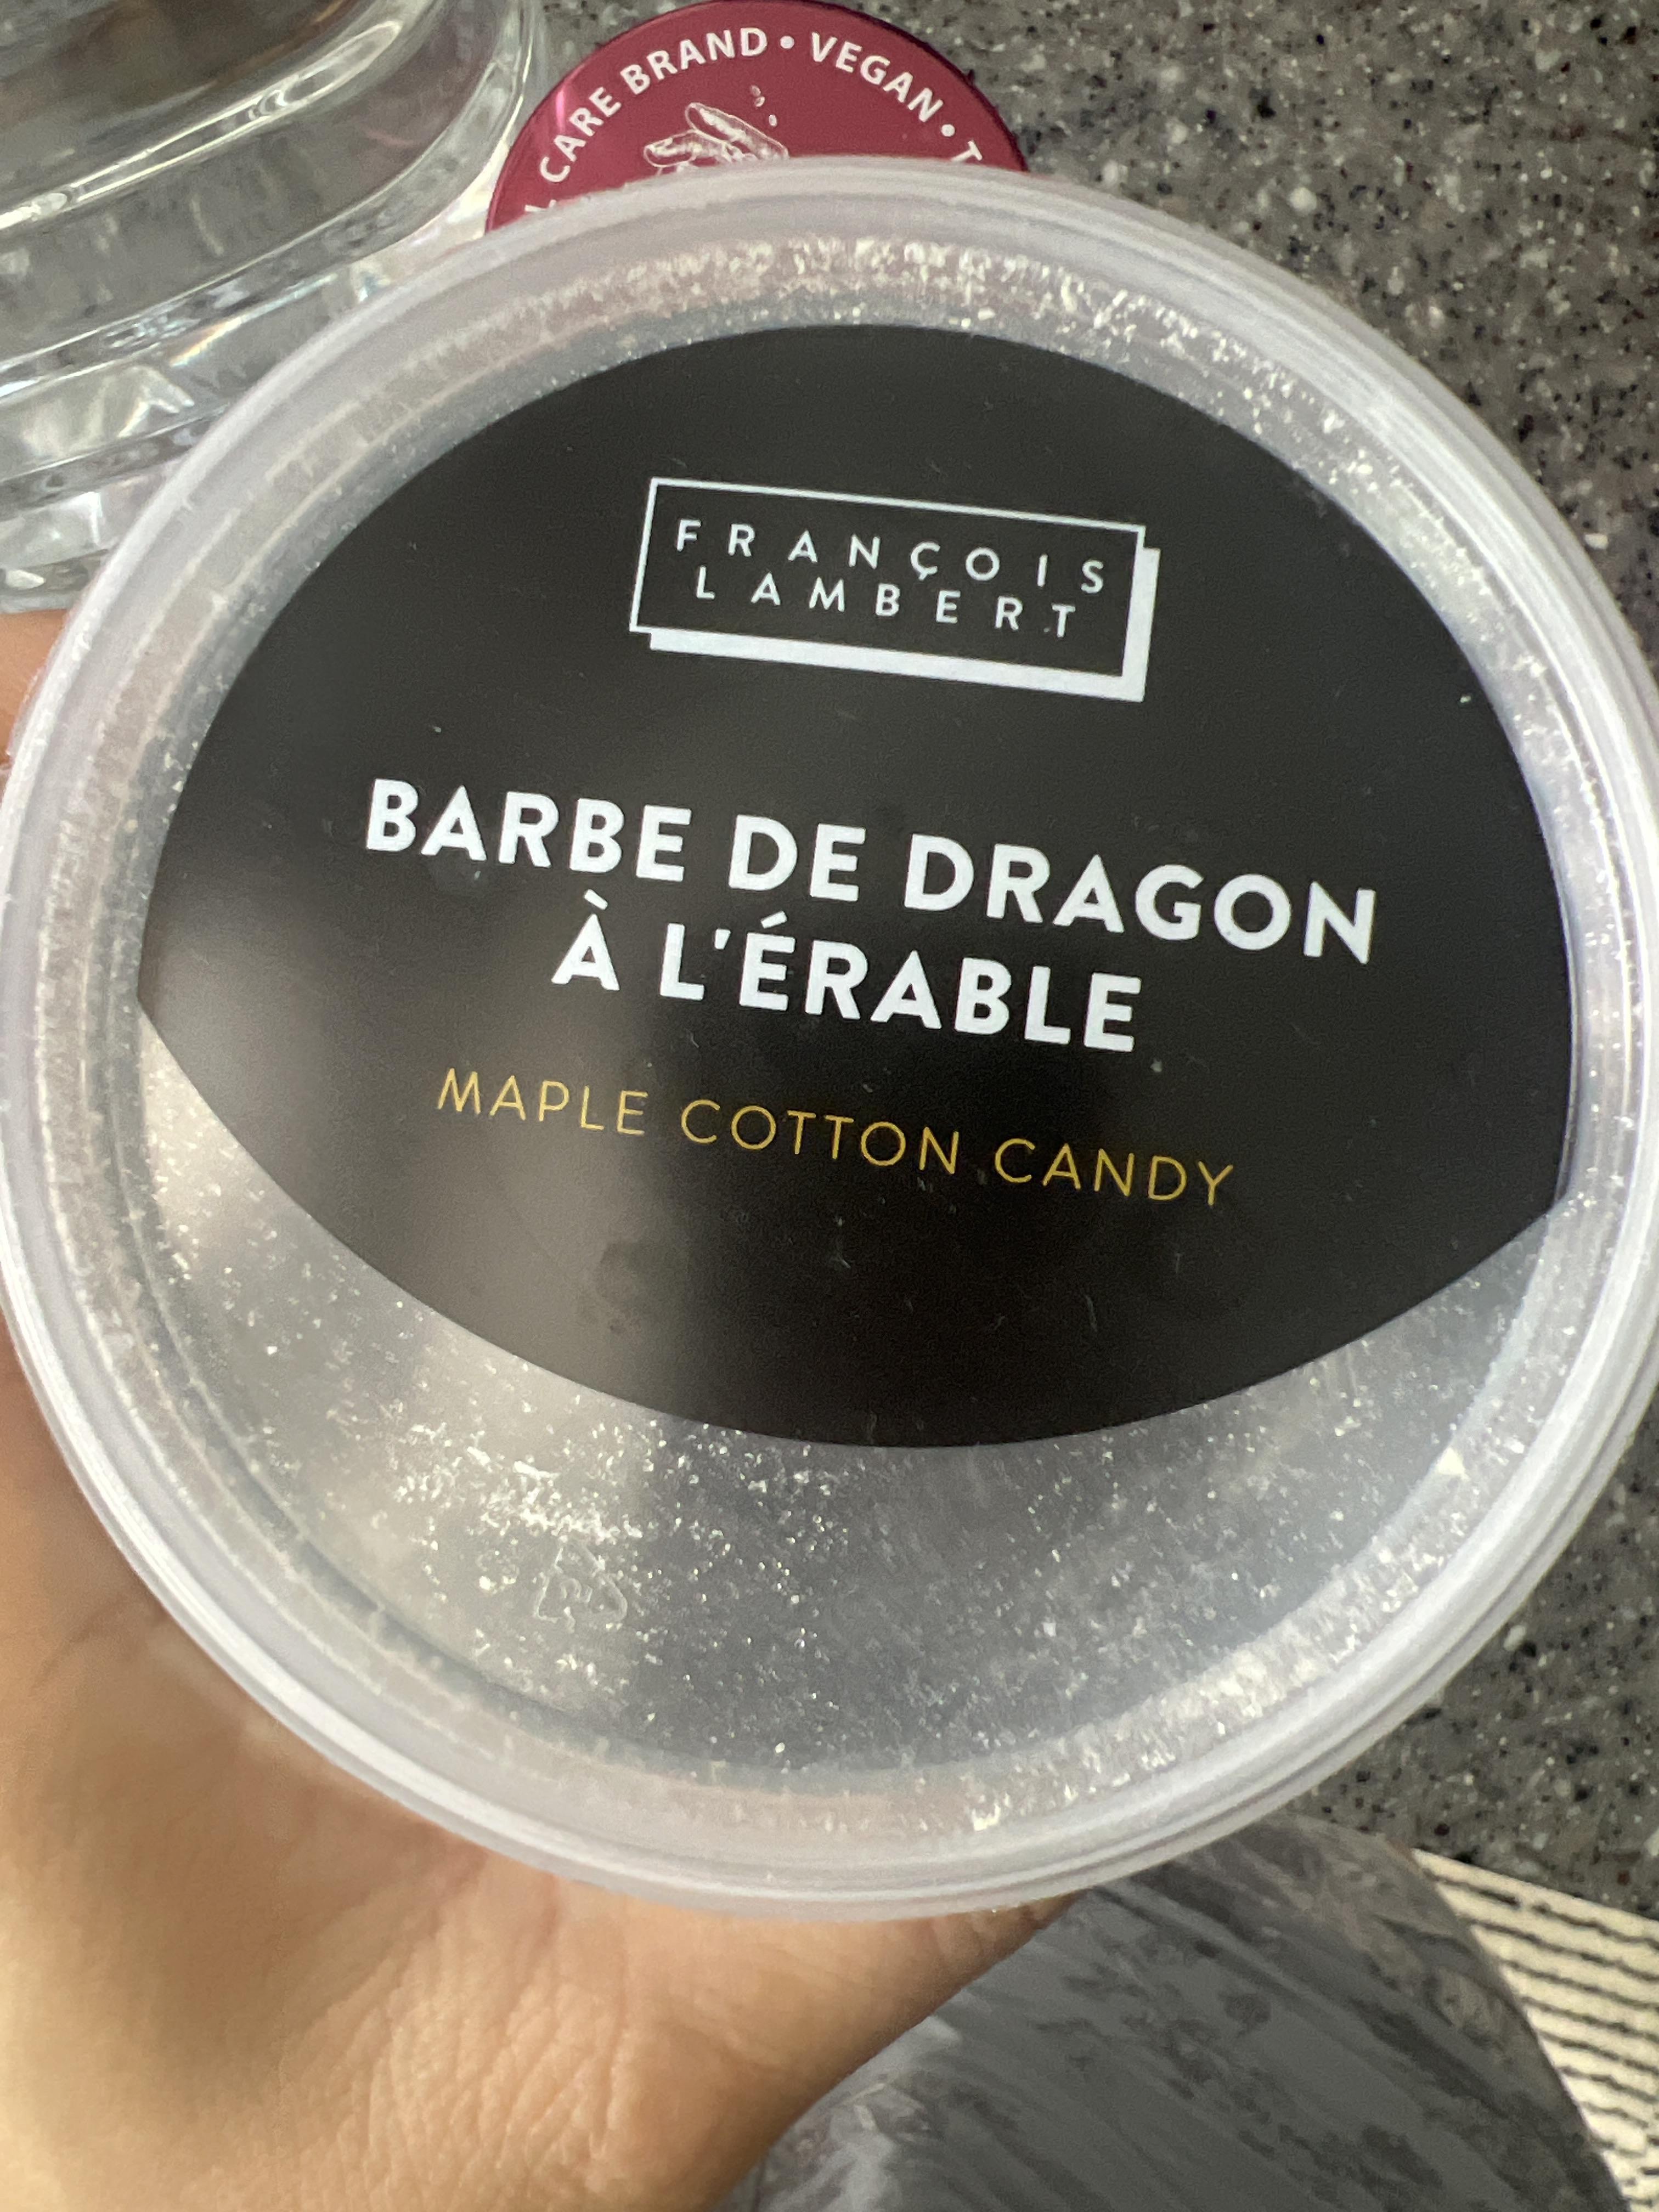 CARE BRAND • VEGAN •
FRANÇOIS
LAMBERT
BARBE DE DRAGON
À L'ÉRABLE
MAPLE COTTON CANDY